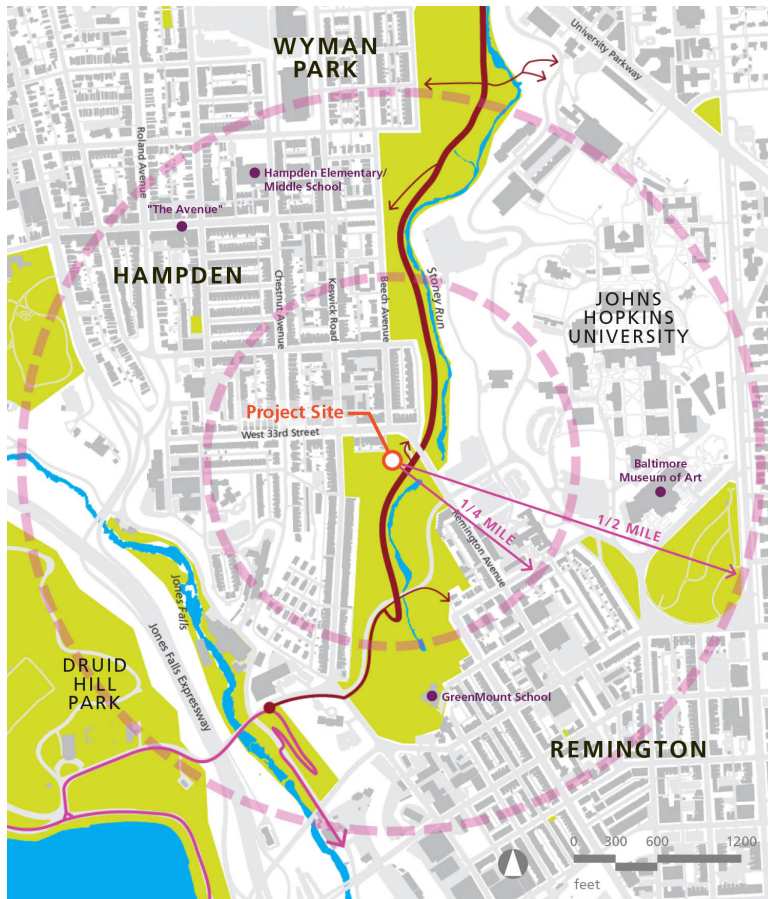 WYMAN
PARK
University Parkway
Roland Avenue
Hampden Elementary/
Middle School
"The Avenue"
HAMPDEN
Chestnut Avenue
Keswick Road
Beech Avenue
Stoney Run
JOHNS
HOPKINS
UNIVERSITY
Project Site
West 33rd Street
Baltimore
Museum of Art
1/4 MILE
1/2 MILE
Remington Avenue
Jones Falls
Jones Falls Expressway
DRUID
HILL
PARK
GreenMount School
REMINGTON
0 300 600 1200
feet